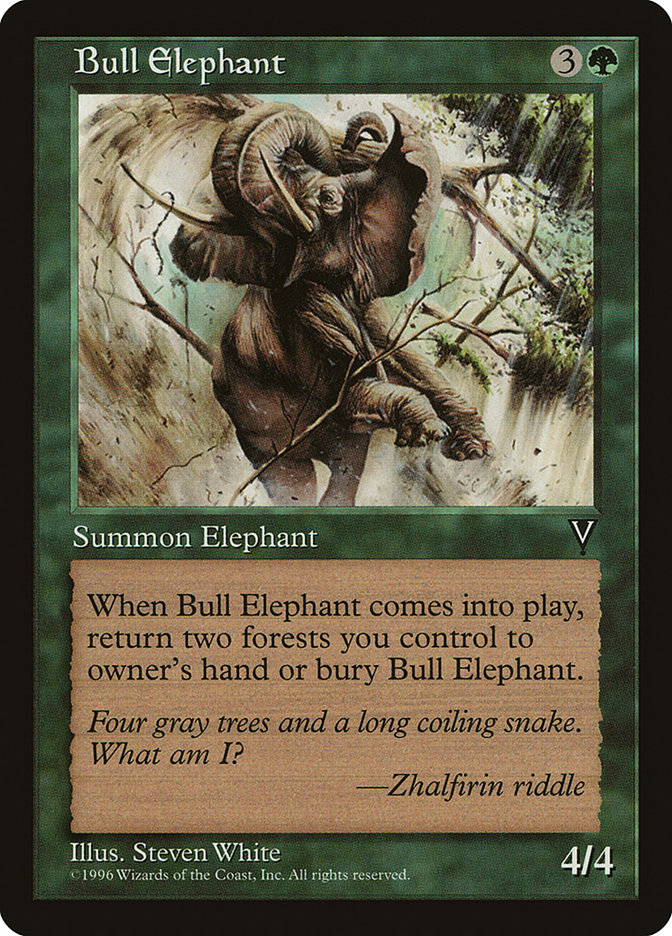 Bull Elephant 3
Summon Elephant V
When Bull Elephant comes into play,
return two forests you control to
owner's hand or bury Bull Elephant.
Four gray trees and a long coiling snake.
What am I?
—Zhalfirin riddle
Illus. Steven White
©1996 Wizards of the Coast, Inc. All rights reserved.
4/4